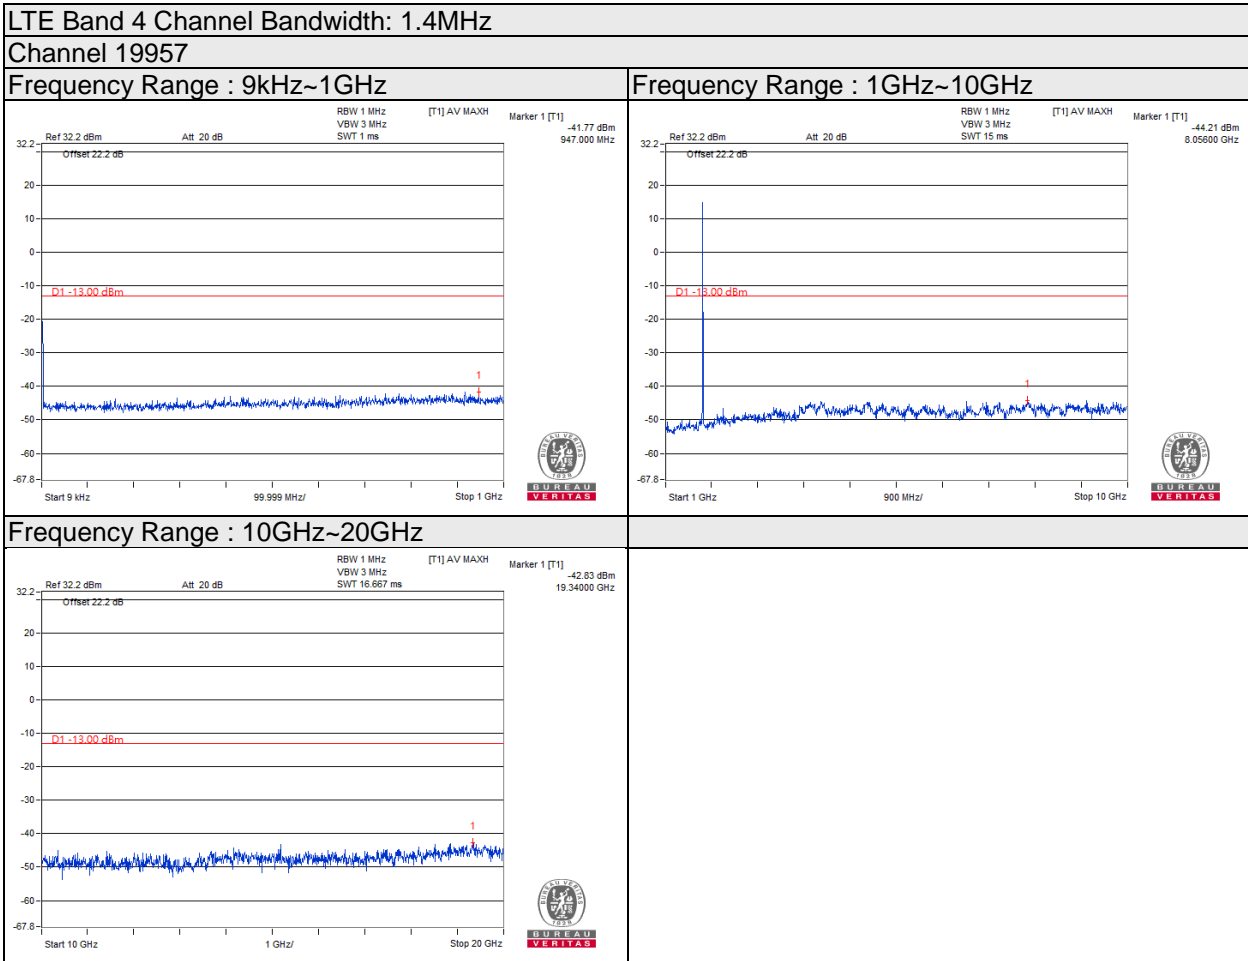 LTE Band 4 Channel Bandwidth: 1.4MHz
Channel 19957
Frequency Range : 9kHz~1GHz
RBW 1 MHz [T1] AV MAXH Marker 1 [T1]
VBW 3 MHz -41.77 dBm
Ref 32.2 dBm Att 20 dB SWT 1 ms 947.000 MHz
32.2
Offset 22.2 dB
20
10
0
-10
D1 -13.00 dBm
-20
-30
1
-40
-50
-60
-67.8
Start 9 kHz 99.999 MHz/ Stop 1 GHz
BUREAU VERITAS
1828
BUREAU
VERITAS
Frequency Range : 1GHz~10GHz
RBW 1 MHz [T1] AV MAXH Marker 1 [T1]
VBW 3 MHz -44.21 dBm
Ref 32.2 dBm Att 20 dB SWT 15 ms 8.05600 GHz
32.2
Offset 22.2 dB
20
10
0
-10
D1 -13.00 dBm
-20
-30
1
-40
-50
-60
-67.8
Start 1 GHz 900 MHz/ Stop 10 GHz
BUREAU VERITAS
1828
BUREAU
VERITAS
Frequency Range : 10GHz~20GHz
RBW 1 MHz [T1] AV MAXH Marker 1 [T1]
VBW 3 MHz -42.83 dBm
Ref 32.2 dBm Att 20 dB SWT 16.667 ms 19.34000 GHz
32.2
Offset 22.2 dB
20
10
0
-10
D1 -13.00 dBm
-20
-30
1
-40
-50
-60
-67.8
Start 10 GHz 1 GHz/ Stop 20 GHz
BUREAU VERITAS
1828
BUREAU
VERITAS